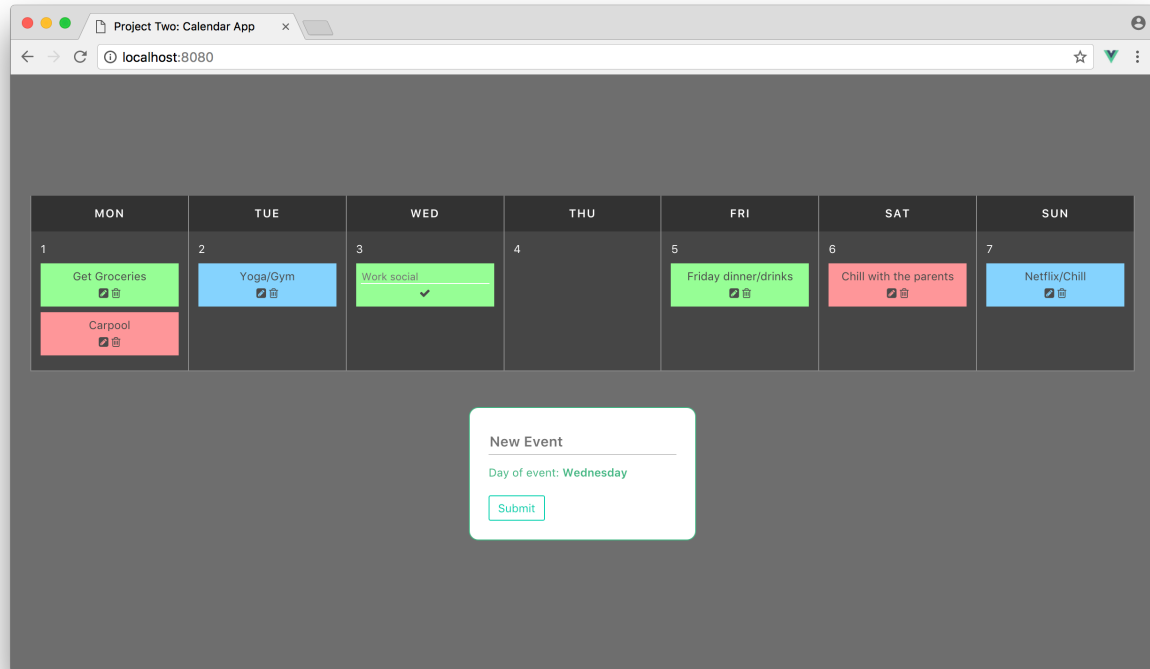 Project Two: Calendar App
localhost:8080
MON TUE WED THU FRI SAT SUN
1 2 3 4 5 6 7
Get Groceries Yoga/Gym Work social Friday dinner/drinks Chill with the parents Netflix/Chill
Carpool
New Event
Day of event: Wednesday
Submit